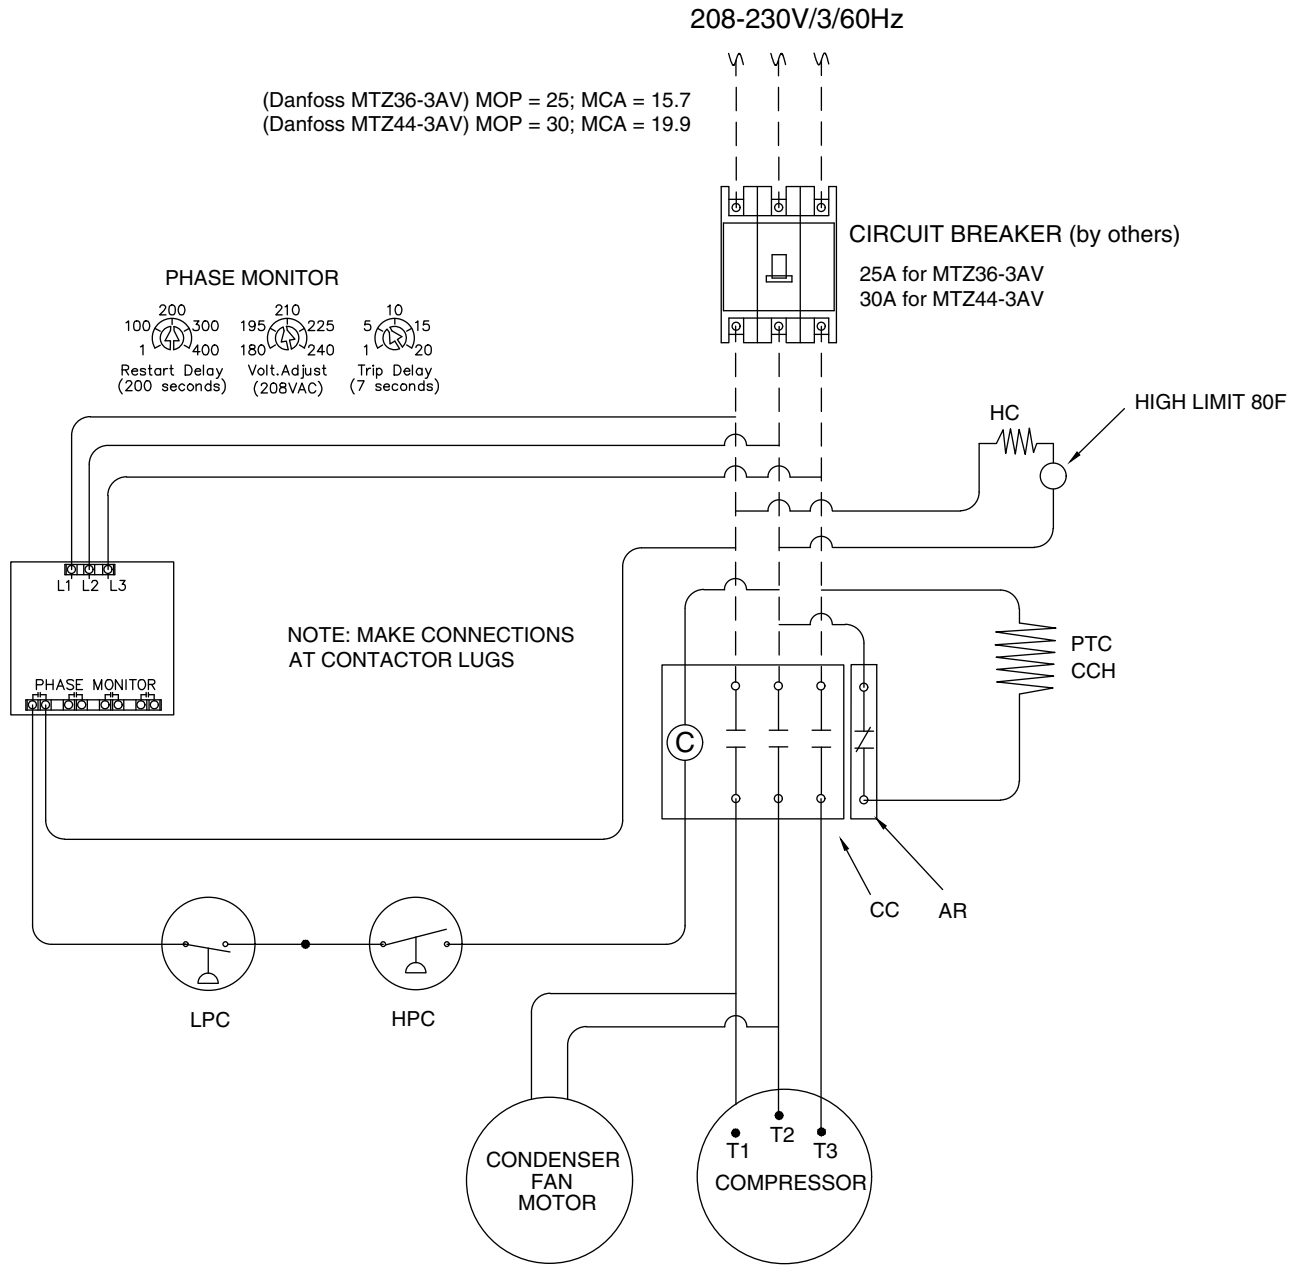 208-230V/3/60Hz
(Danfoss MTZ36-3AV) MOP = 25; MCA = 15.7
(Danfoss MTZ44-3AV) MOP = 30; MCA = 19.9
CIRCUIT BREAKER (by others)
25A for MTZ36-3AV
30A for MTZ44-3AV
PHASE MONITOR
200
100 300
1 400
Restart Delay
(200 seconds)
210
195 225
180 240
Volt.Adjust
(208VAC)
10
5 15
1 20
Trip Delay
(7 seconds)
HC
HIGH LIMIT 80F
L1 L2 L3
PHASE MONITOR
NOTE: MAKE CONNECTIONS
AT CONTACTOR LUGS
PTC
CCH
C
CC
AR
LPC
HPC
CONDENSER
FAN
MOTOR
T1 T2 T3
COMPRESSOR